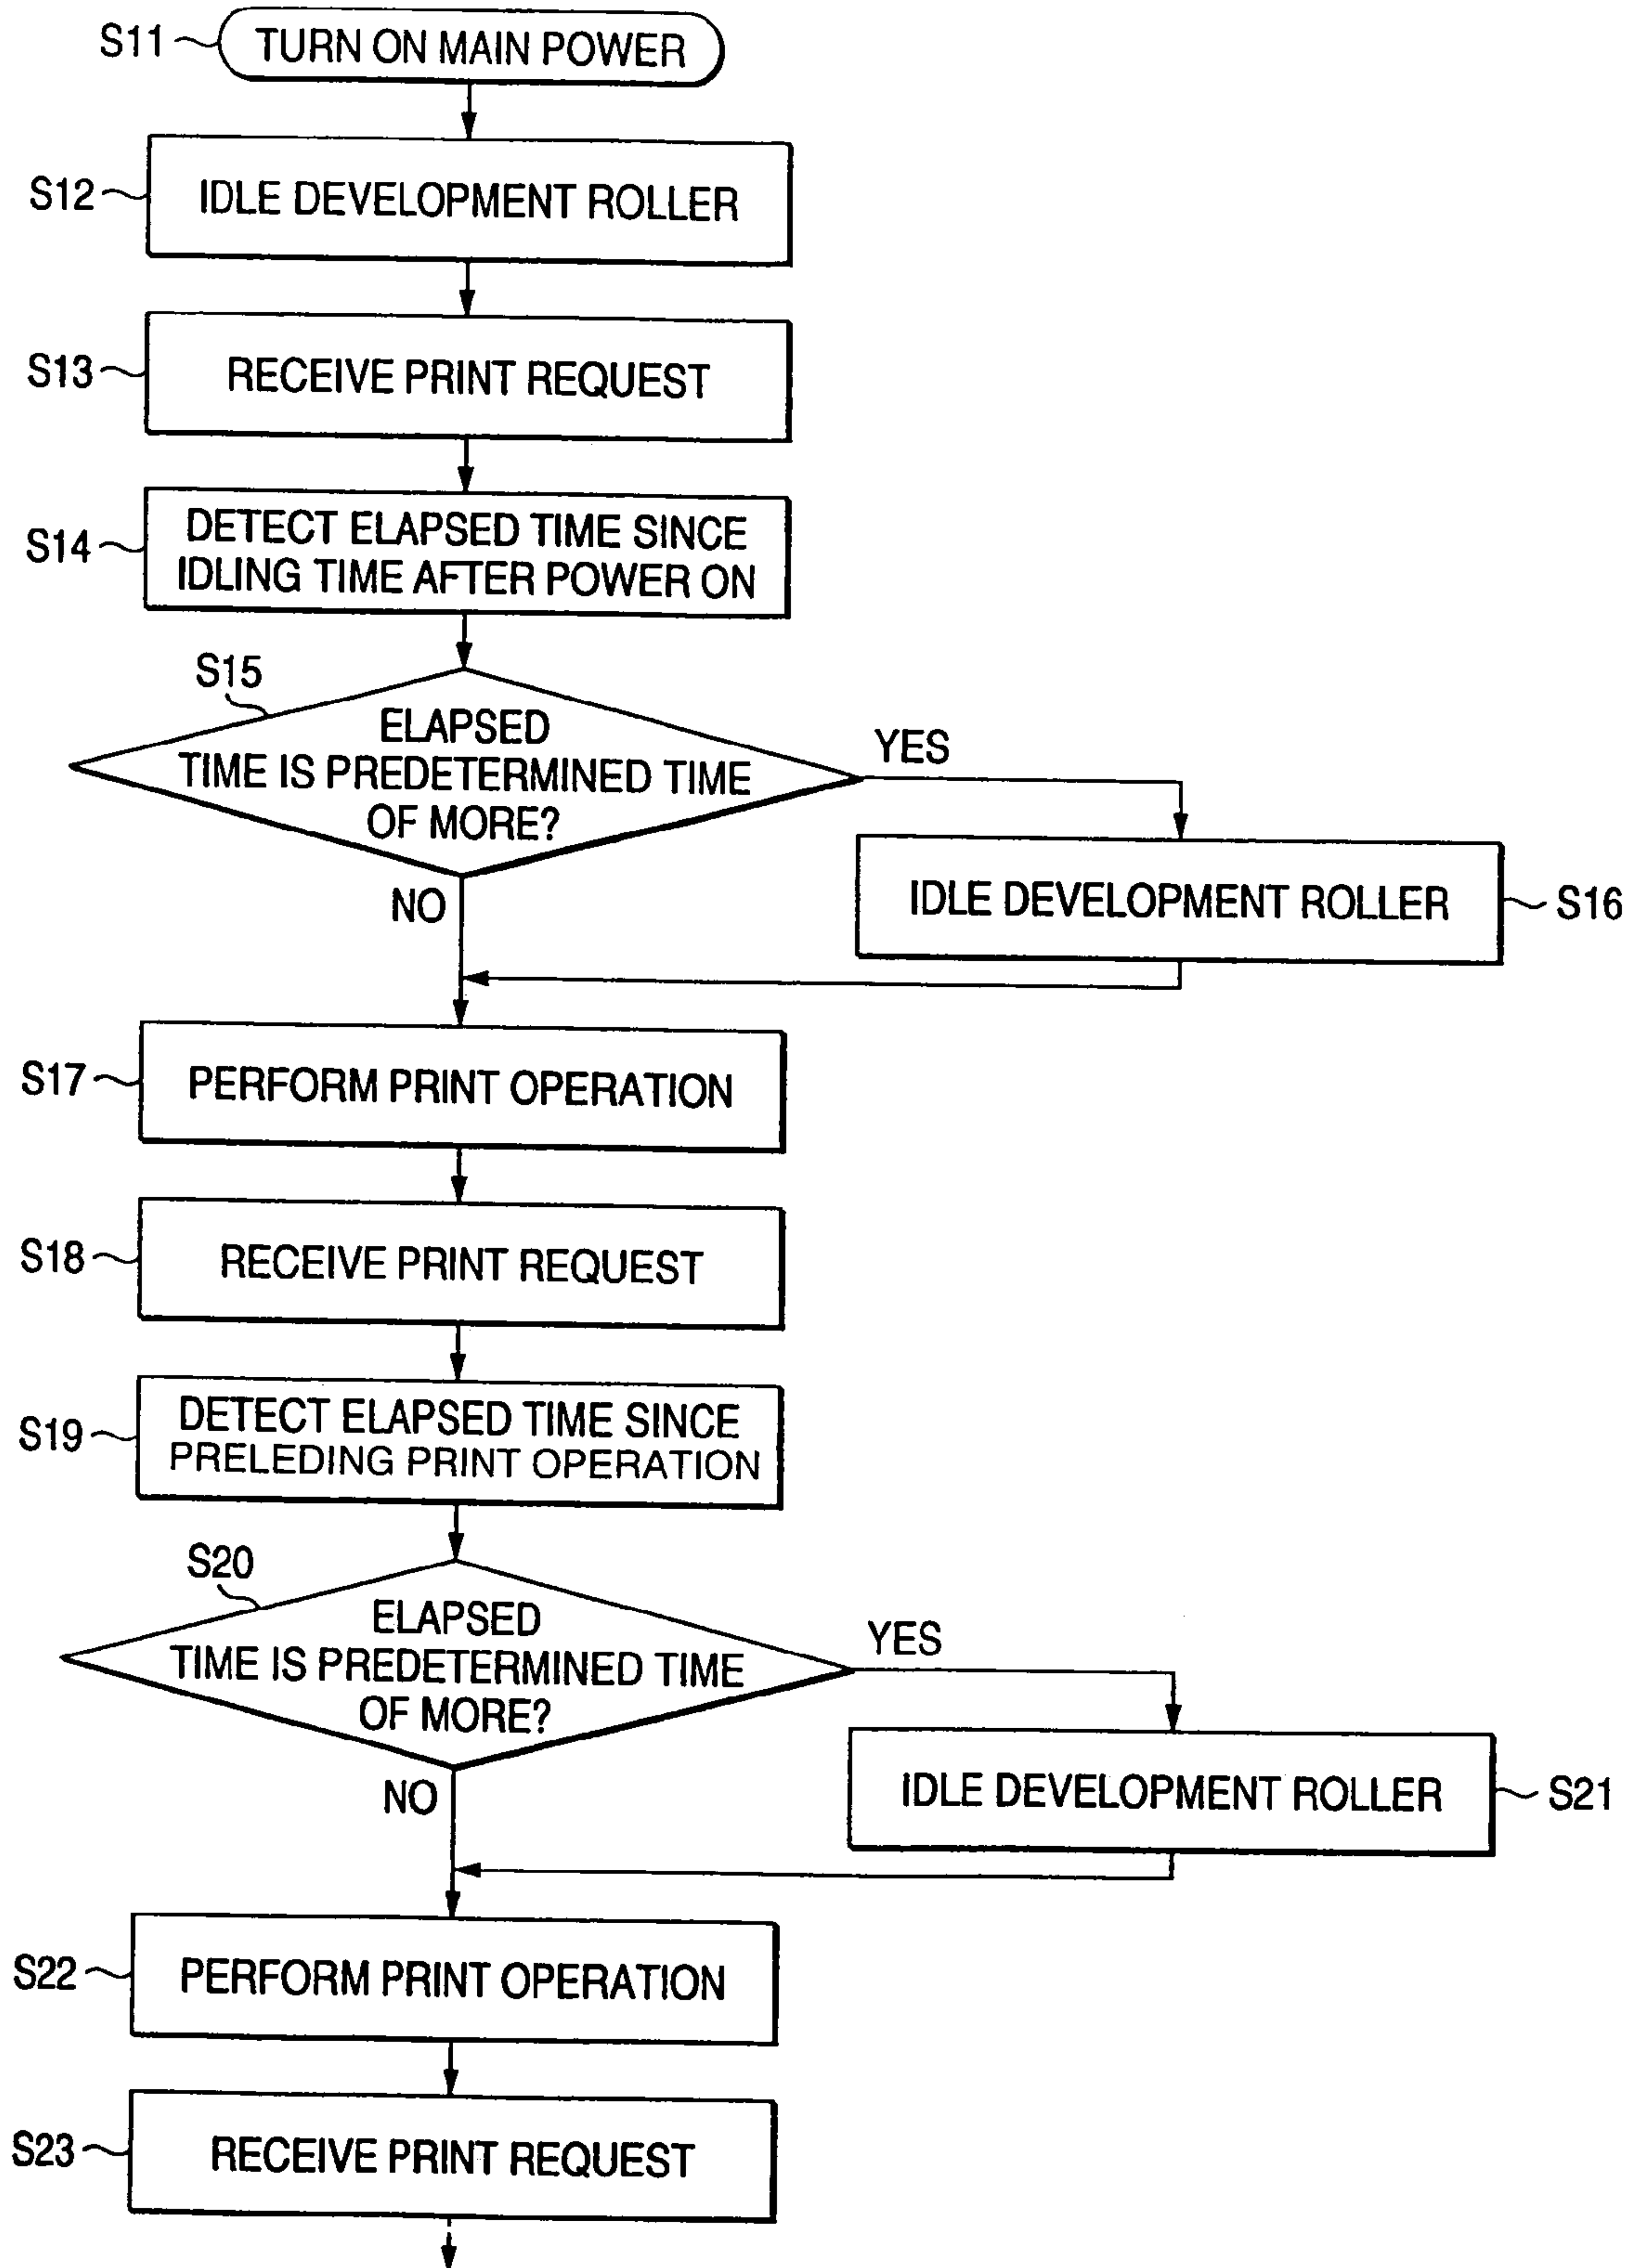 S11
TURN ON MAIN POWER
S12
IDLE DEVELOPMENT ROLLER
S13
RECEIVE PRINT REQUEST
S14
DETECT ELAPSED TIME SINCE
IDLING TIME AFTER POWER ON
S15
ELAPSED
TIME IS PREDETERMINED TIME
OF MORE?
YES
NO
IDLE DEVELOPMENT ROLLER
S16
S17
PERFORM PRINT OPERATION
S18
RECEIVE PRINT REQUEST
S19
DETECT ELAPSED TIME SINCE
PRELEDING PRINT OPERATION
S20
ELAPSED
TIME IS PREDETERMINED TIME
OF MORE?
YES
NO
IDLE DEVELOPMENT ROLLER
S21
S22
PERFORM PRINT OPERATION
S23
RECEIVE PRINT REQUEST